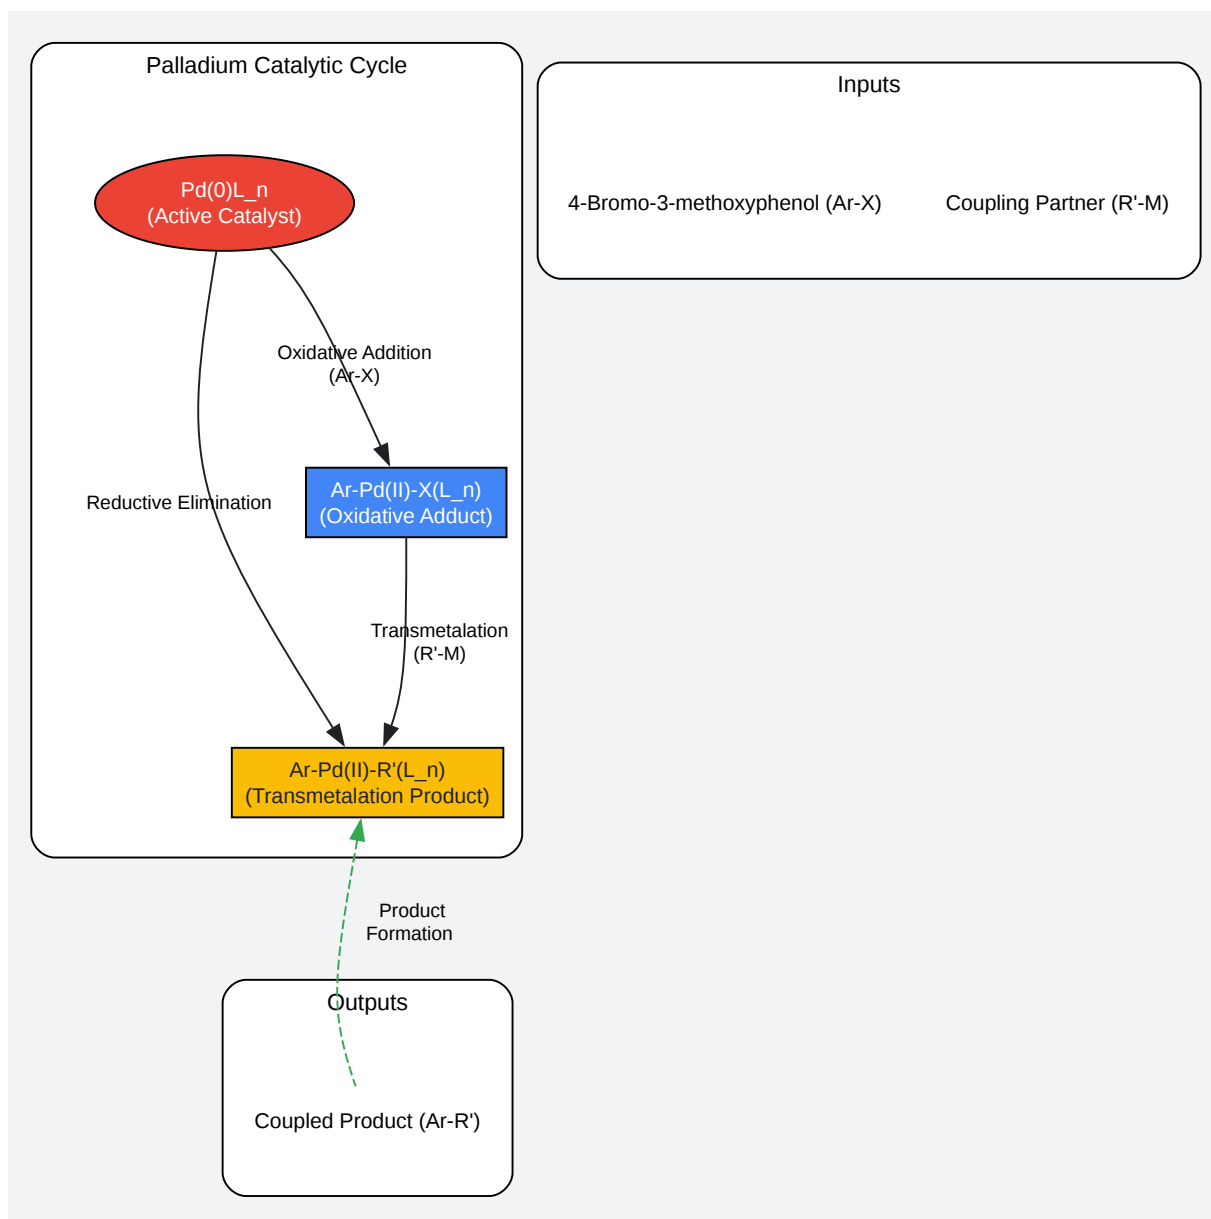 Palladium Catalytic Cycle
Inputs
Pd(0)L_n
(Active Catalyst)
4-Bromo-3-methoxyphenol (Ar-X)
Coupling Partner (R'-M)
Oxidative Addition
(Ar-X)
Reductive Elimination
Ar-Pd(II)-X(L_n)
(Oxidative Adduct)
Transmetalation
(R'-M)
Ar-Pd(II)-R'(L_n)
(Transmetalation Product)
Product
Formation
Outputs
Coupled Product (Ar-R')